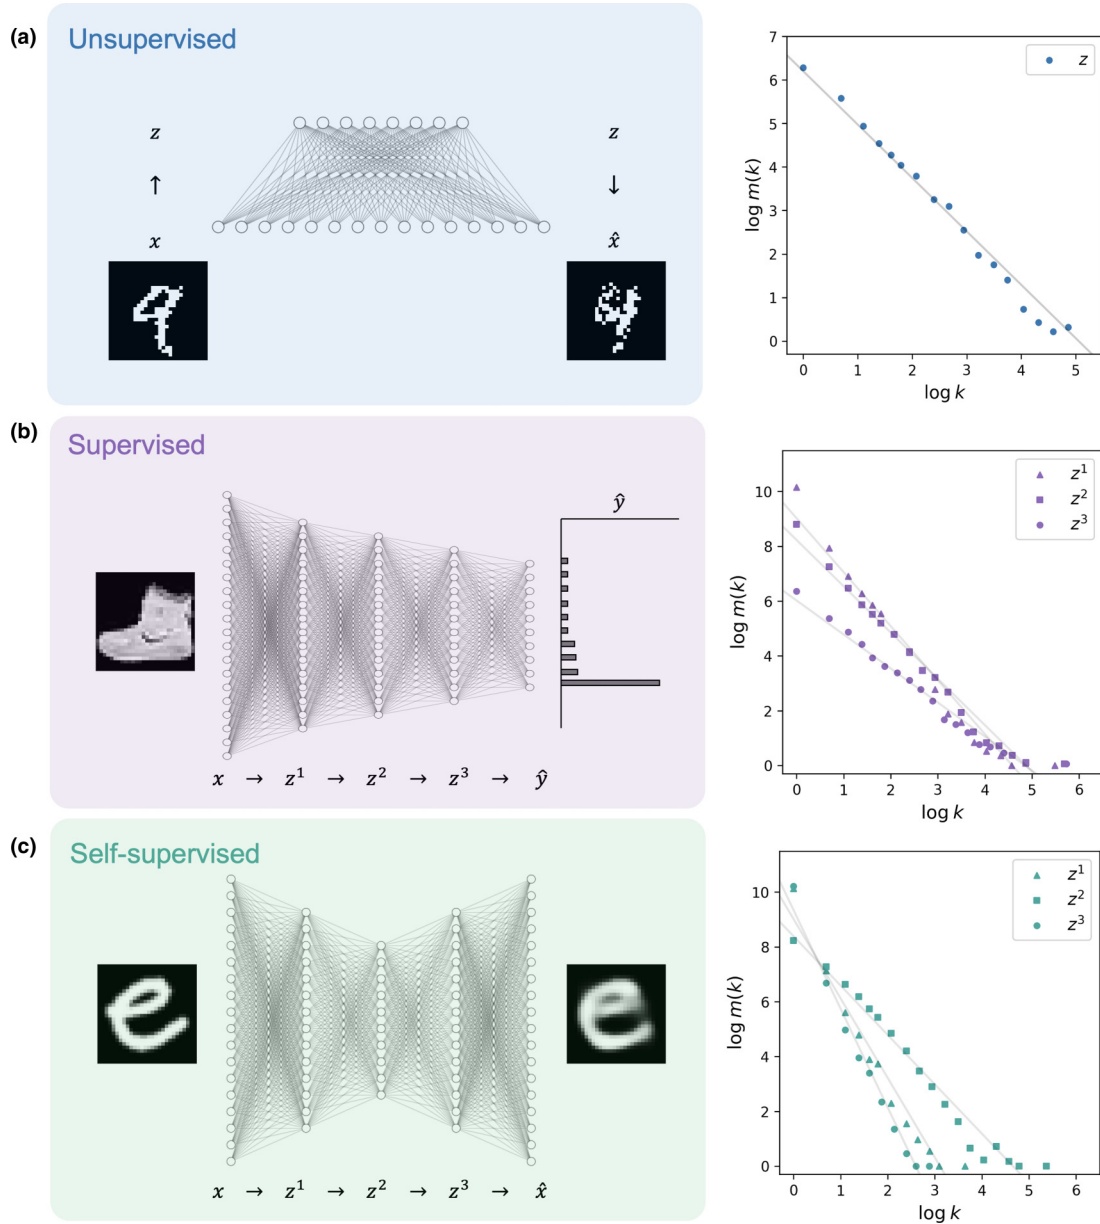 (a)
Unsupervised
z
z
↑
↓
x
x̂
log m(k)
7
6
5
4
3
2
1
0
0 1 2 3 4 5
log k
z
(b)
Supervised
ŷ
x → z¹ → z² → z³ → ŷ
log m(k)
10
8
6
4
2
0
0 1 2 3 4 5 6
log k
z¹
z²
z³
(c)
Self-supervised
x → z¹ → z² → z³ → x̂
log m(k)
10
8
6
4
2
0
0 1 2 3 4 5 6
log k
z¹
z²
z³